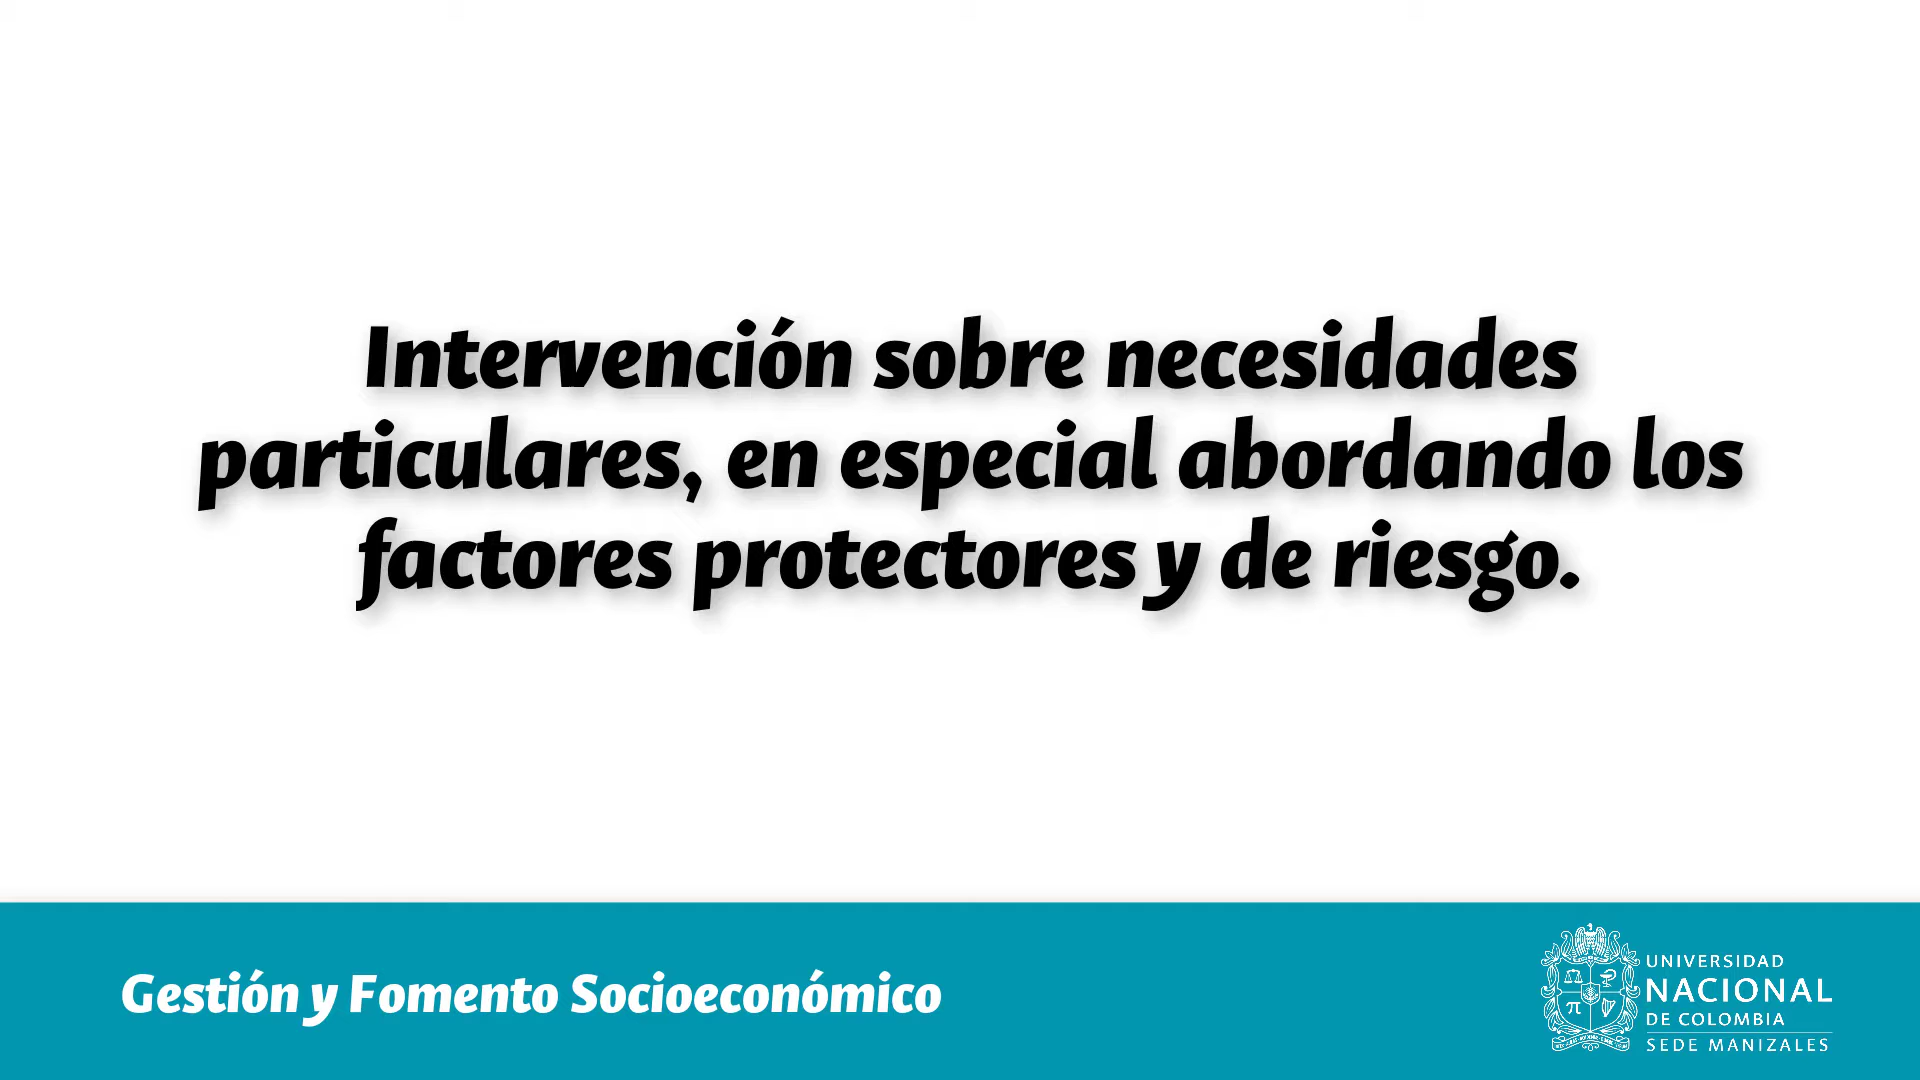 Intervención sobre necesidades
particulares, en especial abordando los
factores protectores y de riesgo.
Gestión y Fomento Socioeconómico
UNIVERSIDAD
NACIONAL
DE COLOMBIA
SEDE MANIZALES